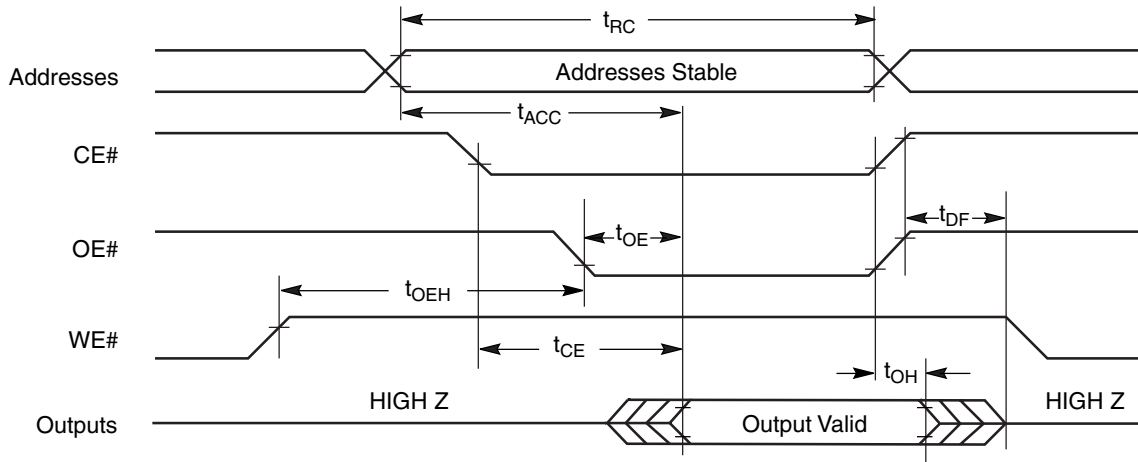 tRC
Addresses
Addresses Stable
tACC
CE#
tDF
OE#
tOE
tOEH
WE#
tCE
tOH
HIGH Z
HIGH Z
Outputs
Output Valid